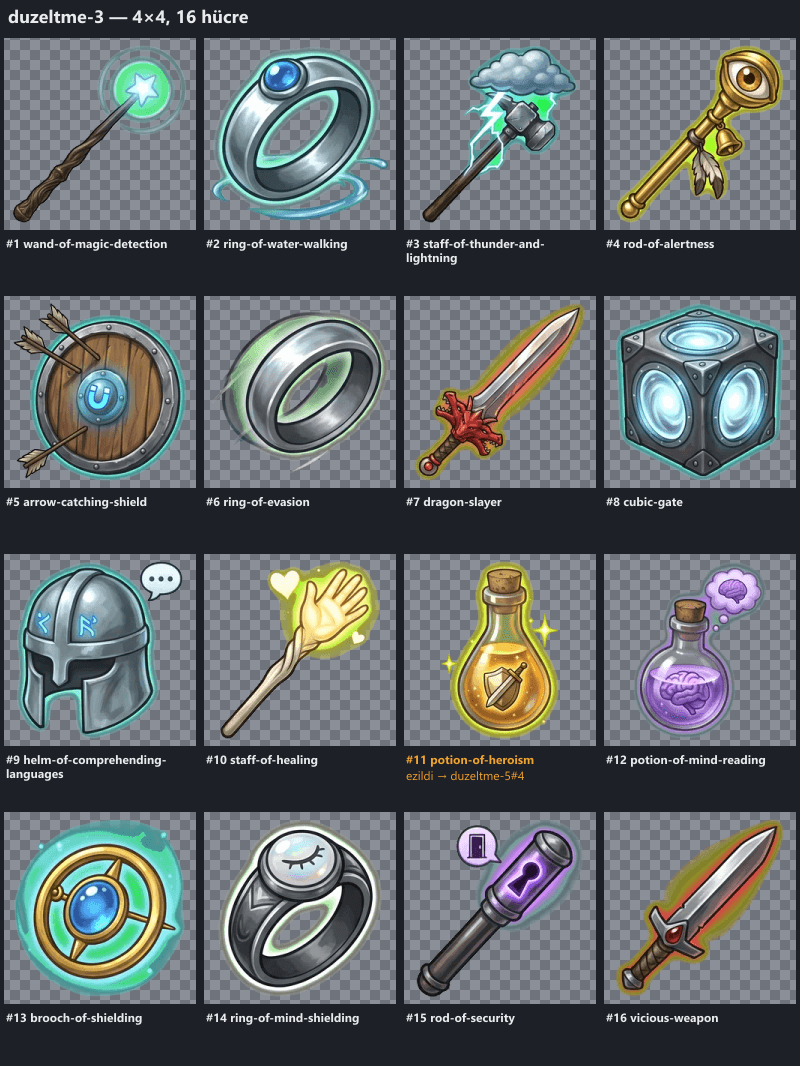 duzeltme-3 — 4×4, 16 hücre
#1 wand-of-magic-detection
#2 ring-of-water-walking
#3 staff-of-thunder-and-
lightning
#4 rod-of-alertness
#5 arrow-catching-shield
#6 ring-of-evasion
#7 dragon-slayer
#8 cubic-gate
#9 helm-of-comprehending-
languages
#10 staff-of-healing
#11 potion-of-heroism
ezildi → duzeltme-5#4
#12 potion-of-mind-reading
#13 brooch-of-shielding
#14 ring-of-mind-shielding
#15 rod-of-security
#16 vicious-weapon